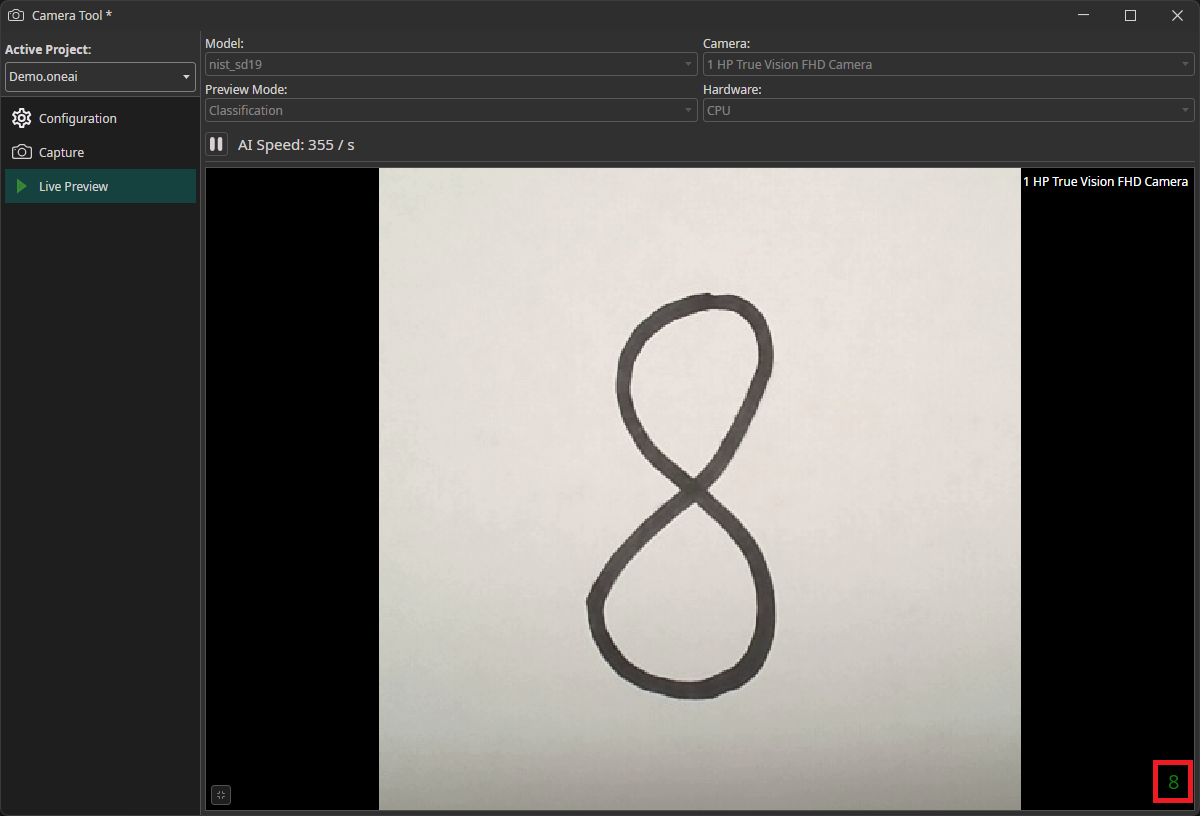 Camera Tool *
Active Project:
Demo.oneai
Configuration
Capture
Live Preview
Model:
nist_sd19
Camera:
1 HP True Vision FHD Camera
Preview Mode:
Classification
Hardware:
CPU
AI Speed: 355 / s
1 HP True Vision FHD Camera
8
8